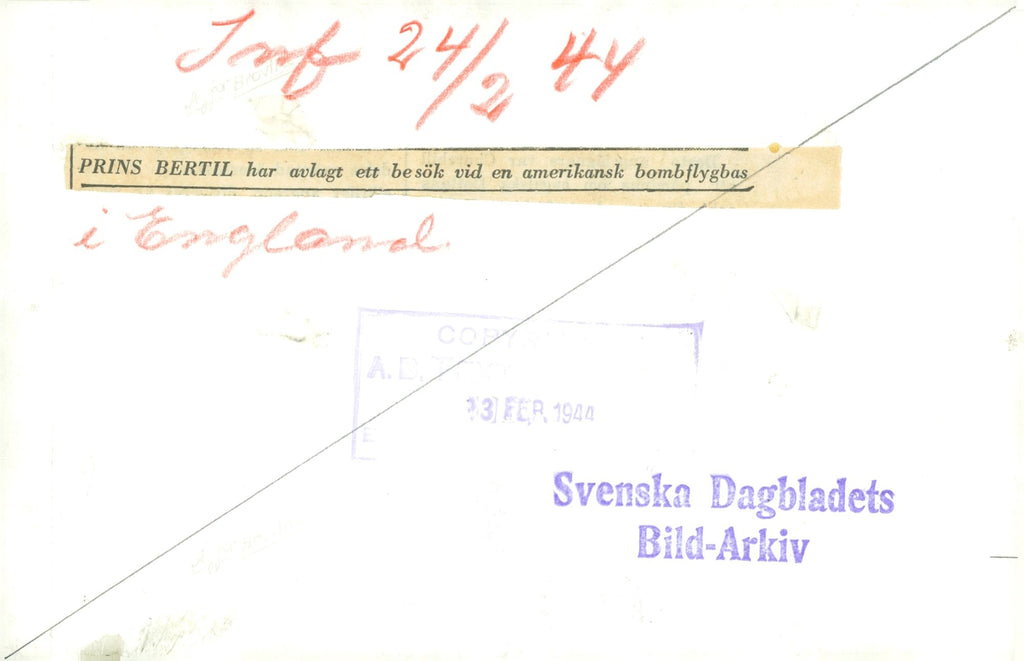 Inf 24/2 44
PRINS BERTIL har avlagt ett besök vid en amerikansk bombflygbas
i England.
A.B.
3 FEB. 1944
Svenska Dagbladets
Bild-Arkiv